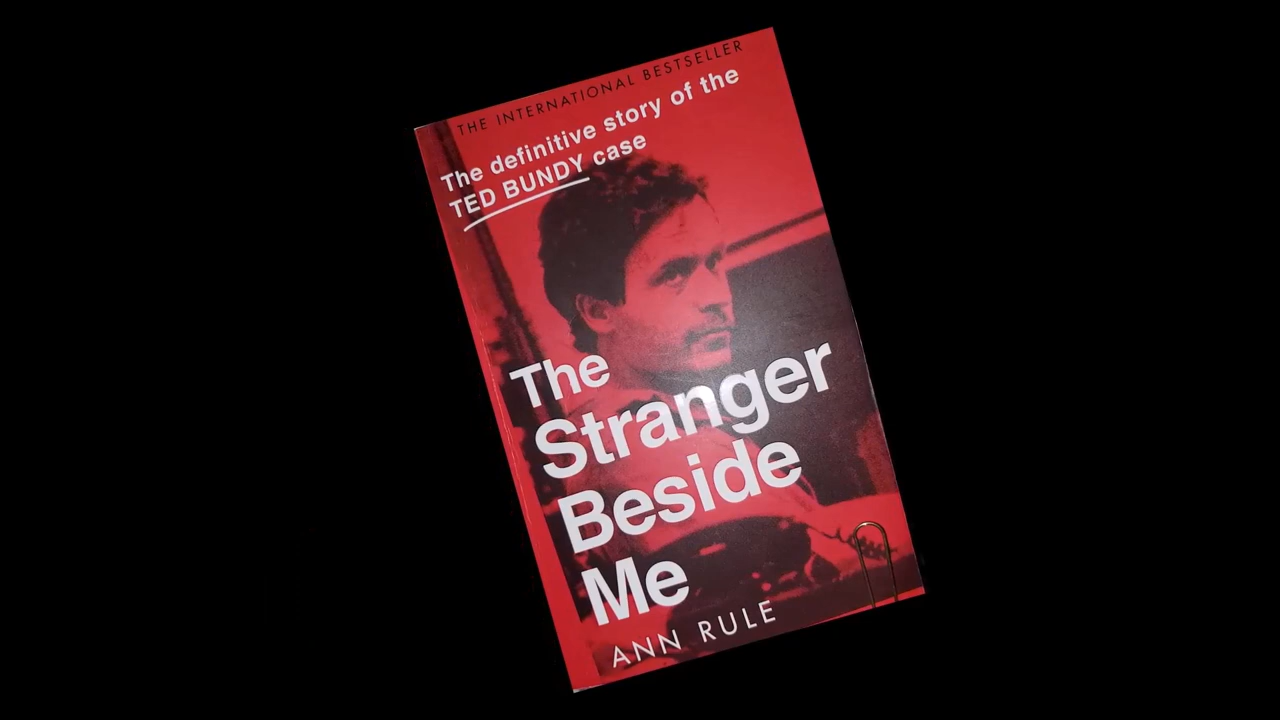 THE INTERNATIONAL BESTSELLER
The definitive story of the
TED BUNDY case
The
Stranger
Beside
Me
ANN RULE